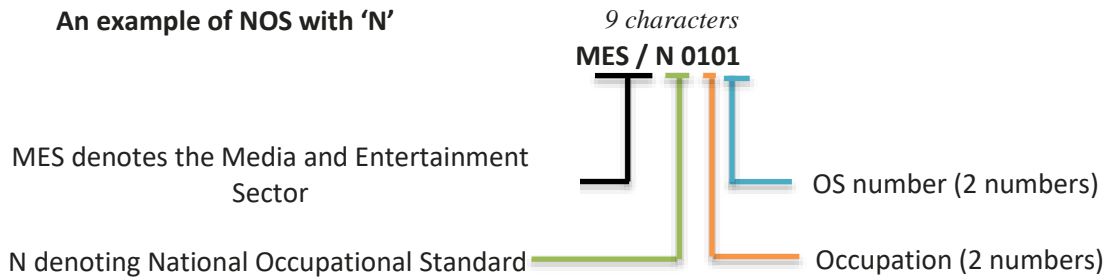 An example of NOS with ‘N’
9 characters
MES / N 0101
MES denotes the Media and Entertainment
Sector
OS number (2 numbers)
N denoting National Occupational Standard
Occupation (2 numbers)